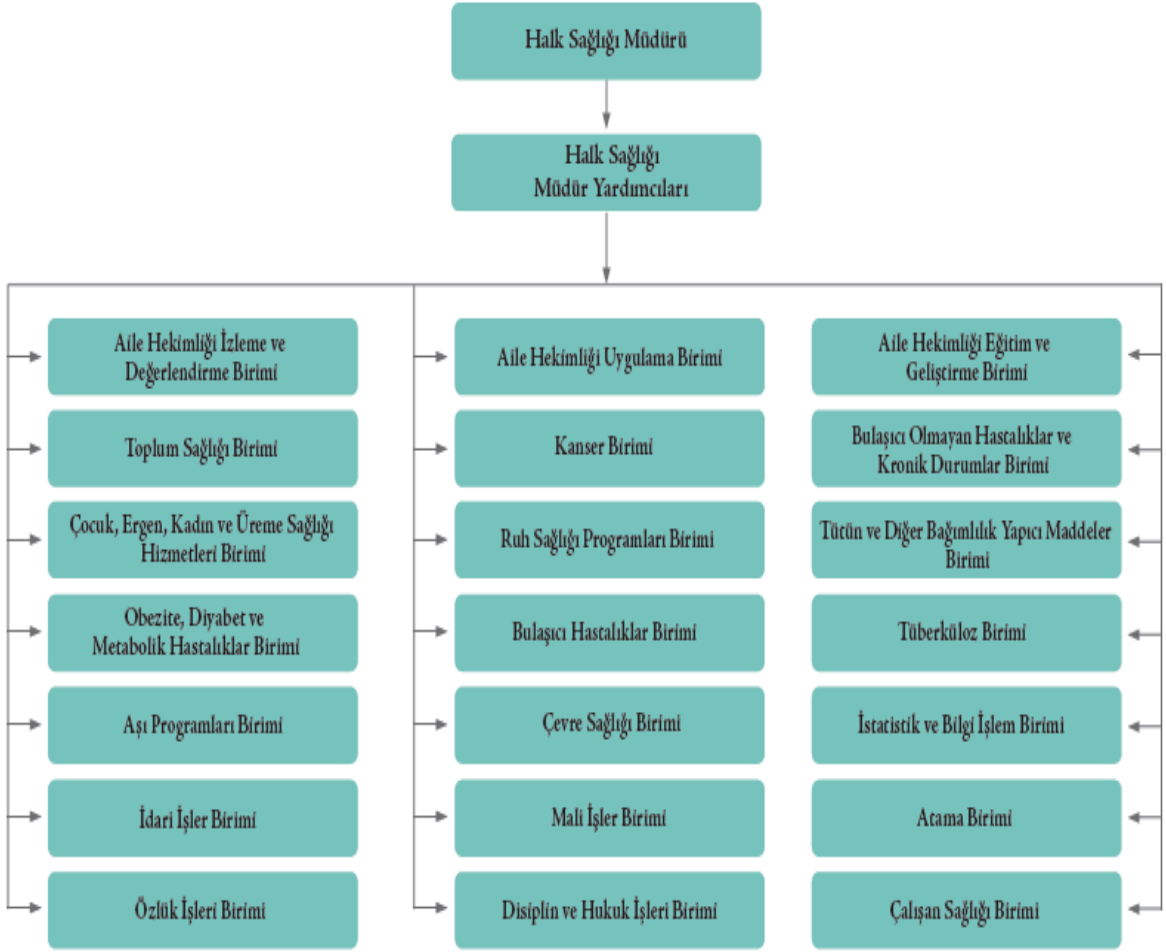 Halk Sağlığı Müdürü
Halk Sağlığı
Müdür Yardımcıları
Aile Hekimliği İzleme ve
Değerlendirme Birimi
Aile Hekimliği Uygulama Birimi
Aile Hekimliği Eğitim ve
Geliştirme Birimi
Toplum Sağlığı Birimi
Kanser Birimi
Bulaşıcı Olmayan Hastalıklar ve
Kronik Durumlar Birimi
Çocuk, Ergen, Kadın ve Üreme Sağlığı
Hizmetleri Birimi
Ruh Sağlığı Programları Birimi
Tütün ve Diğer Bağımlılık Yapıcı Maddeler
Birimi
Obezite, Diyabet ve
Metabolik Hastalıklar Birimi
Bulaşıcı Hastalıklar Birimi
Tüberküloz Birimi
Aşı Programları Birimi
Çevre Sağlığı Birimi
İstatistik ve Bilgi İşlem Birimi
İdari İşler Birimi
Mali İşler Birimi
Atama Birimi
Özlük İşleri Birimi
Disiplin ve Hukuk İşleri Birimi
Çalışan Sağlığı Birimi